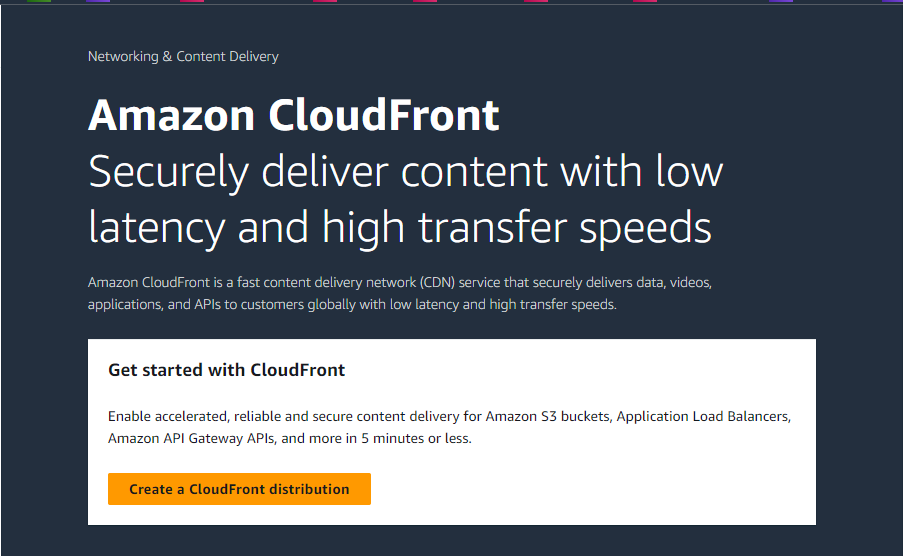 Networking & Content Delivery
Amazon CloudFront
Securely deliver content with low
latency and high transfer speeds
Amazon CloudFront is a fast content delivery network (CDN) service that securely delivers data, videos,
applications, and APIs to customers globally with low latency and high transfer speeds.
Get started with CloudFront
Enable accelerated, reliable and secure content delivery for Amazon S3 buckets, Application Load Balancers,
Amazon API Gateway APIs, and more in 5 minutes or less.
Create a CloudFront distribution